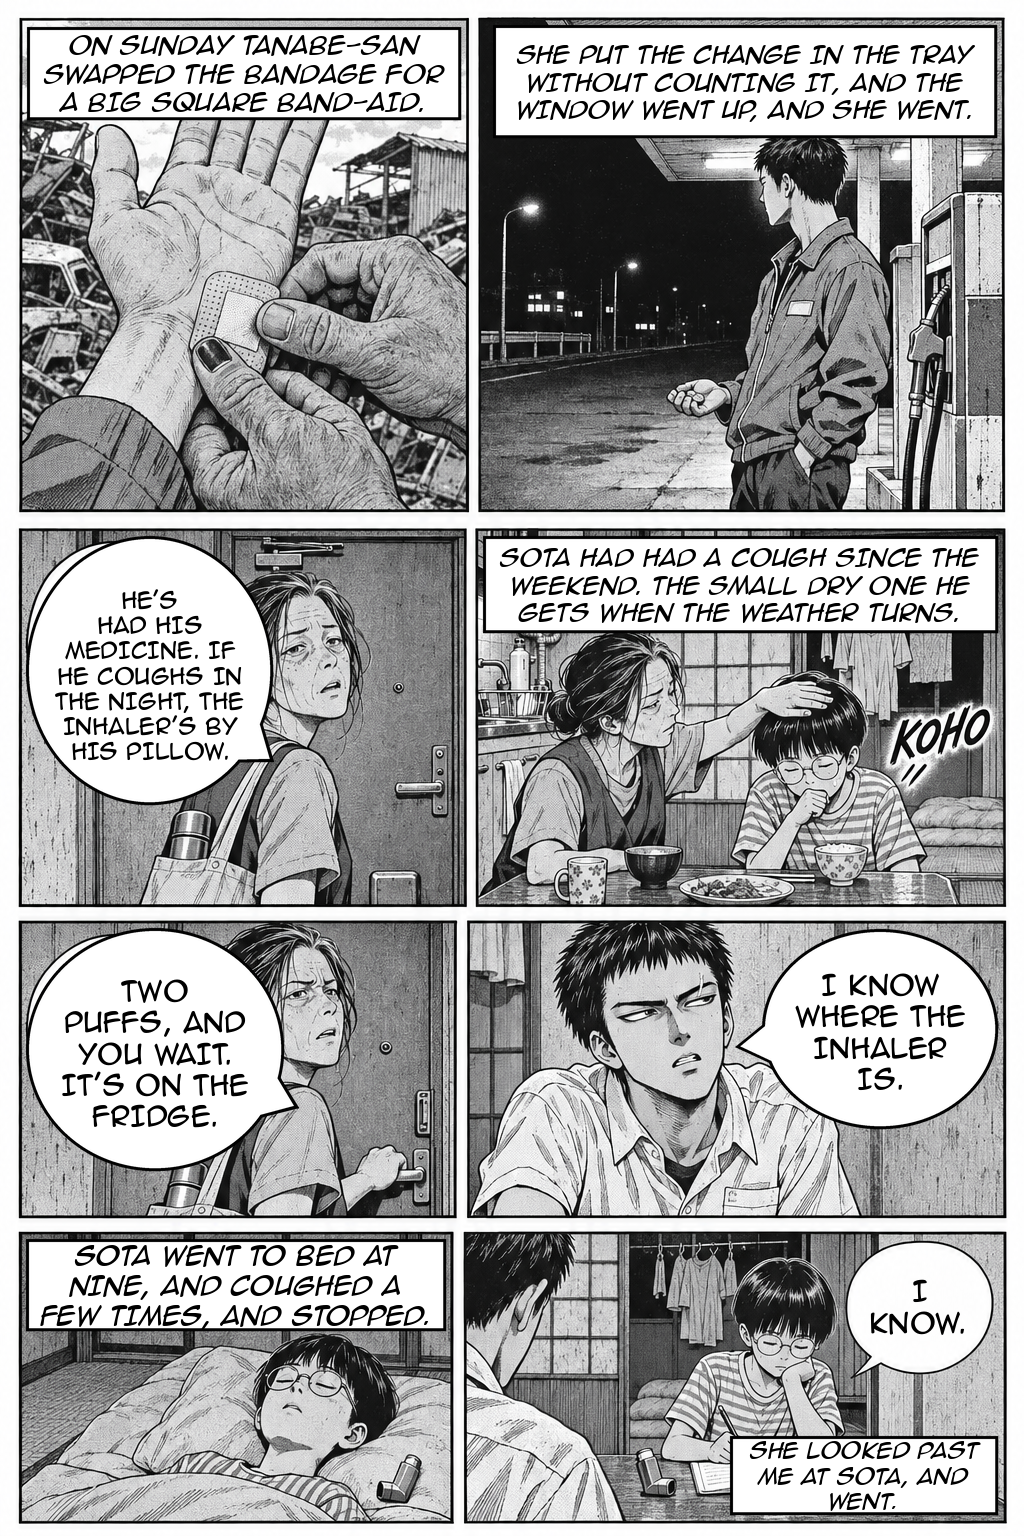 ON SUNDAY TANABE-SAN
SWAPPED THE BANDAGE FOR
A BIG SQUARE BAND-AID.
SHE PUT THE CHANGE IN THE TRAY
WITHOUT COUNTING IT, AND THE
WINDOW WENT UP, AND SHE WENT.
HE'S
HAD HIS
MEDICINE. IF
HE COUGHS IN
THE NIGHT, THE
INHALER'S BY
HIS PILLOW.
SOTA HAD HAD A COUGH SINCE THE
WEEKEND. THE SMALL DRY ONE HE
GETS WHEN THE WEATHER TURNS.
KOHO
TWO
PUFFS, AND
YOU WAIT.
IT'S ON THE
FRIDGE.
I KNOW
WHERE THE
INHALER
IS.
SOTA WENT TO BED AT
NINE, AND COUGHED A
FEW TIMES, AND STOPPED.
I
KNOW.
SHE LOOKED PAST
ME AT SOTA, AND
WENT.